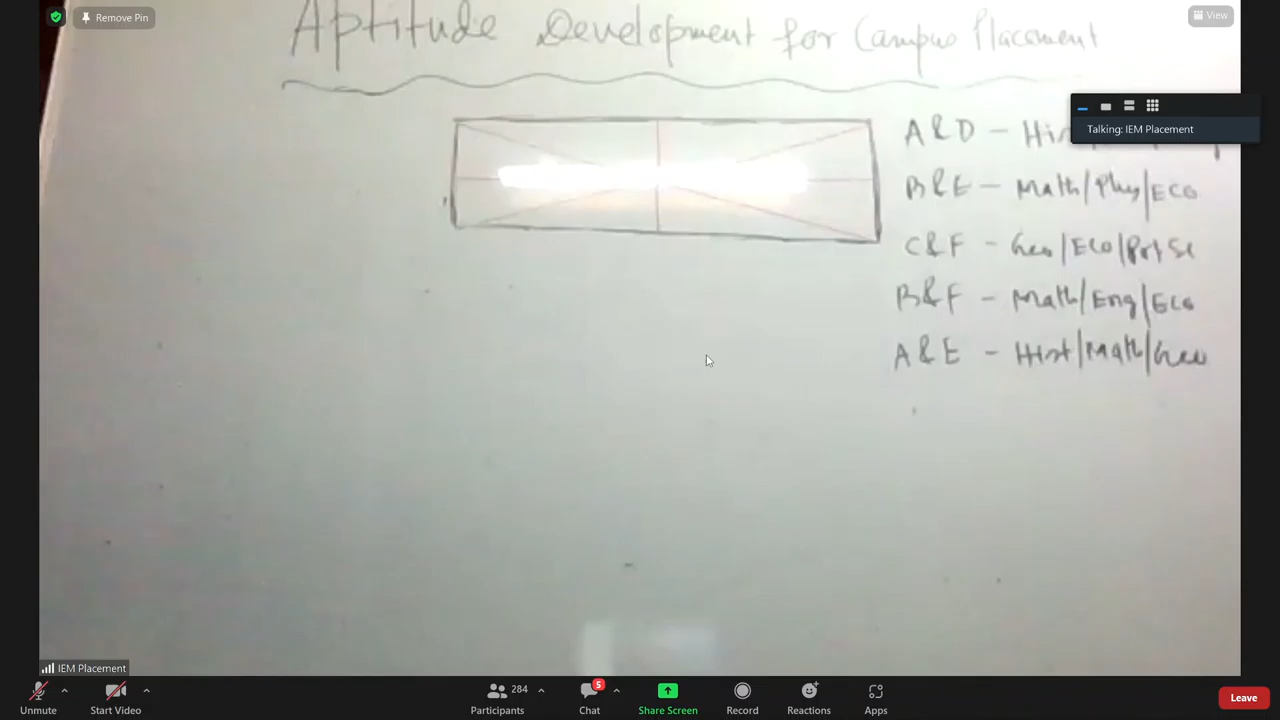 Remove Pin
View
Aptitude Development for Campus Placement
Talking: IEM Placement
A & D -
B & E - Math/Phy/Eco
C & F - Geo/Eco/Pol Sc
B & F - Math/Eng/Eco
A & E - Hist/Math/Geo
IEM Placement
Unmute
Start Video
284
Participants
5
Chat
Share Screen
Record
Reactions
Apps
Leave